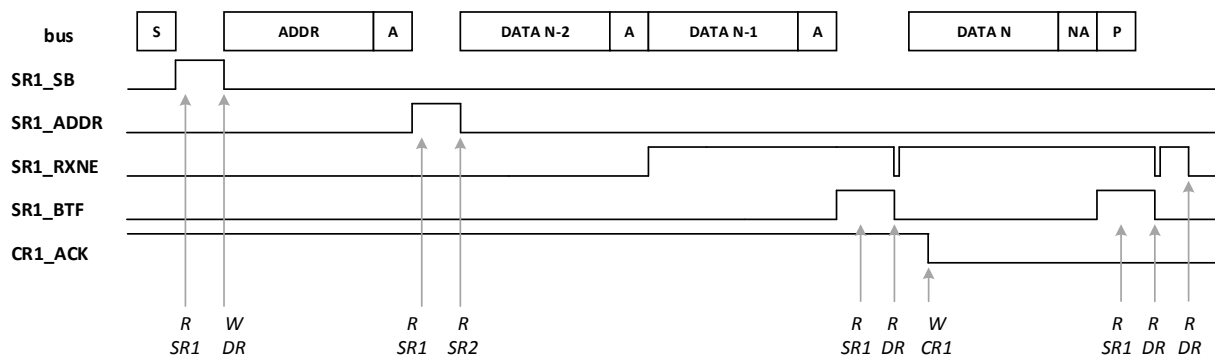 bus S ADDR A DATA N-2 A DATA N-1 A DATA N NA P
SR1_SB
SR1_ADDR
SR1_RXNE
SR1_BTF
CR1_ACK
R W R R R R W R R R
SR1 DR SR1 SR2 SR1 DR CR1 SR1 DR DR